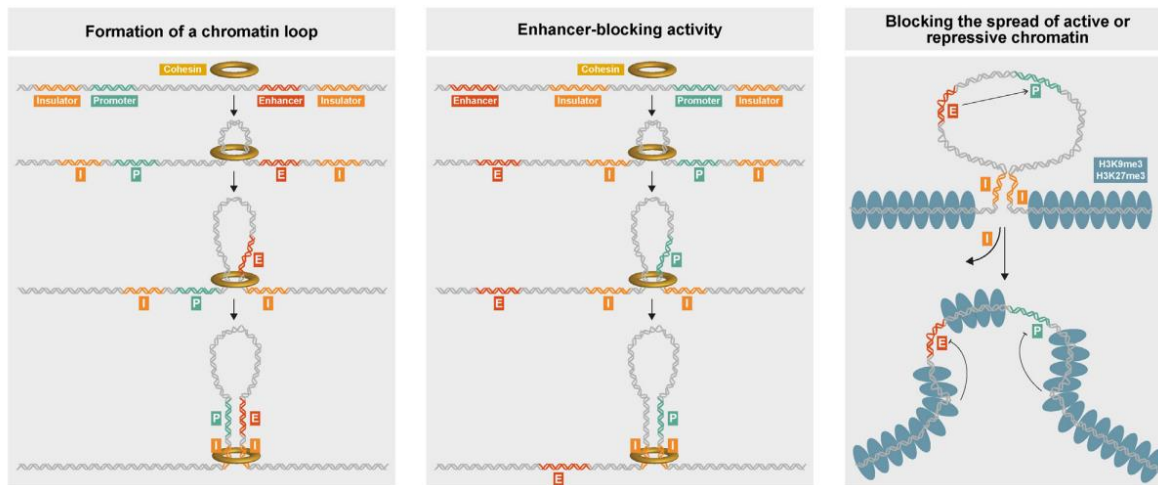 Formation of a chromatin loop
Cohesin
Insulator Promoter Enhancer Insulator
I P E I
E
I P I
P E
I I
Enhancer-blocking activity
Cohesin
Enhancer Insulator Promoter Insulator
E I P I
P
E I I
P
I I
E
Blocking the spread of active or
repressive chromatin
E P
H3K9me3
H3K27me3
I I
I
E P